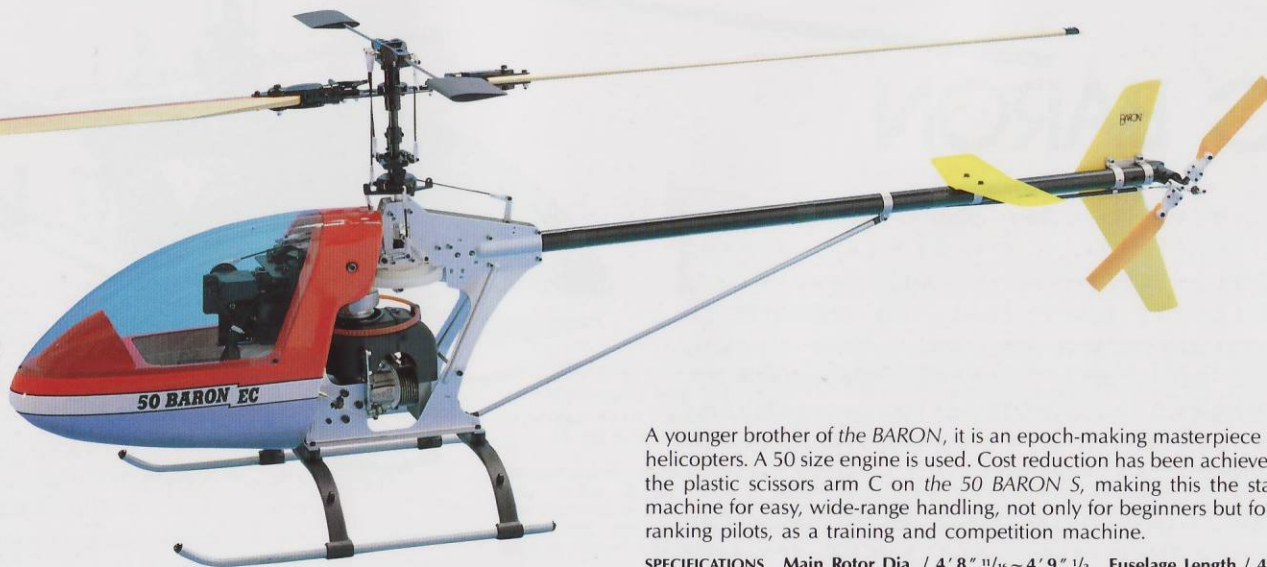 BARON
50 BARON EC
A younger brother of the BARON, it is an epoch-making masterpiece
helicopters. A 50 size engine is used. Cost reduction has been achieve
the plastic scissors arm C on the 50 BARON S, making this the sta
machine for easy, wide-range handling, not only for beginners but fo
ranking pilots, as a training and competition machine.
SPECIFICATIONS Main Rotor Dia. / 4′8″ 11/16 ~ 4′9″ 1/2 Fuselage Length / 4